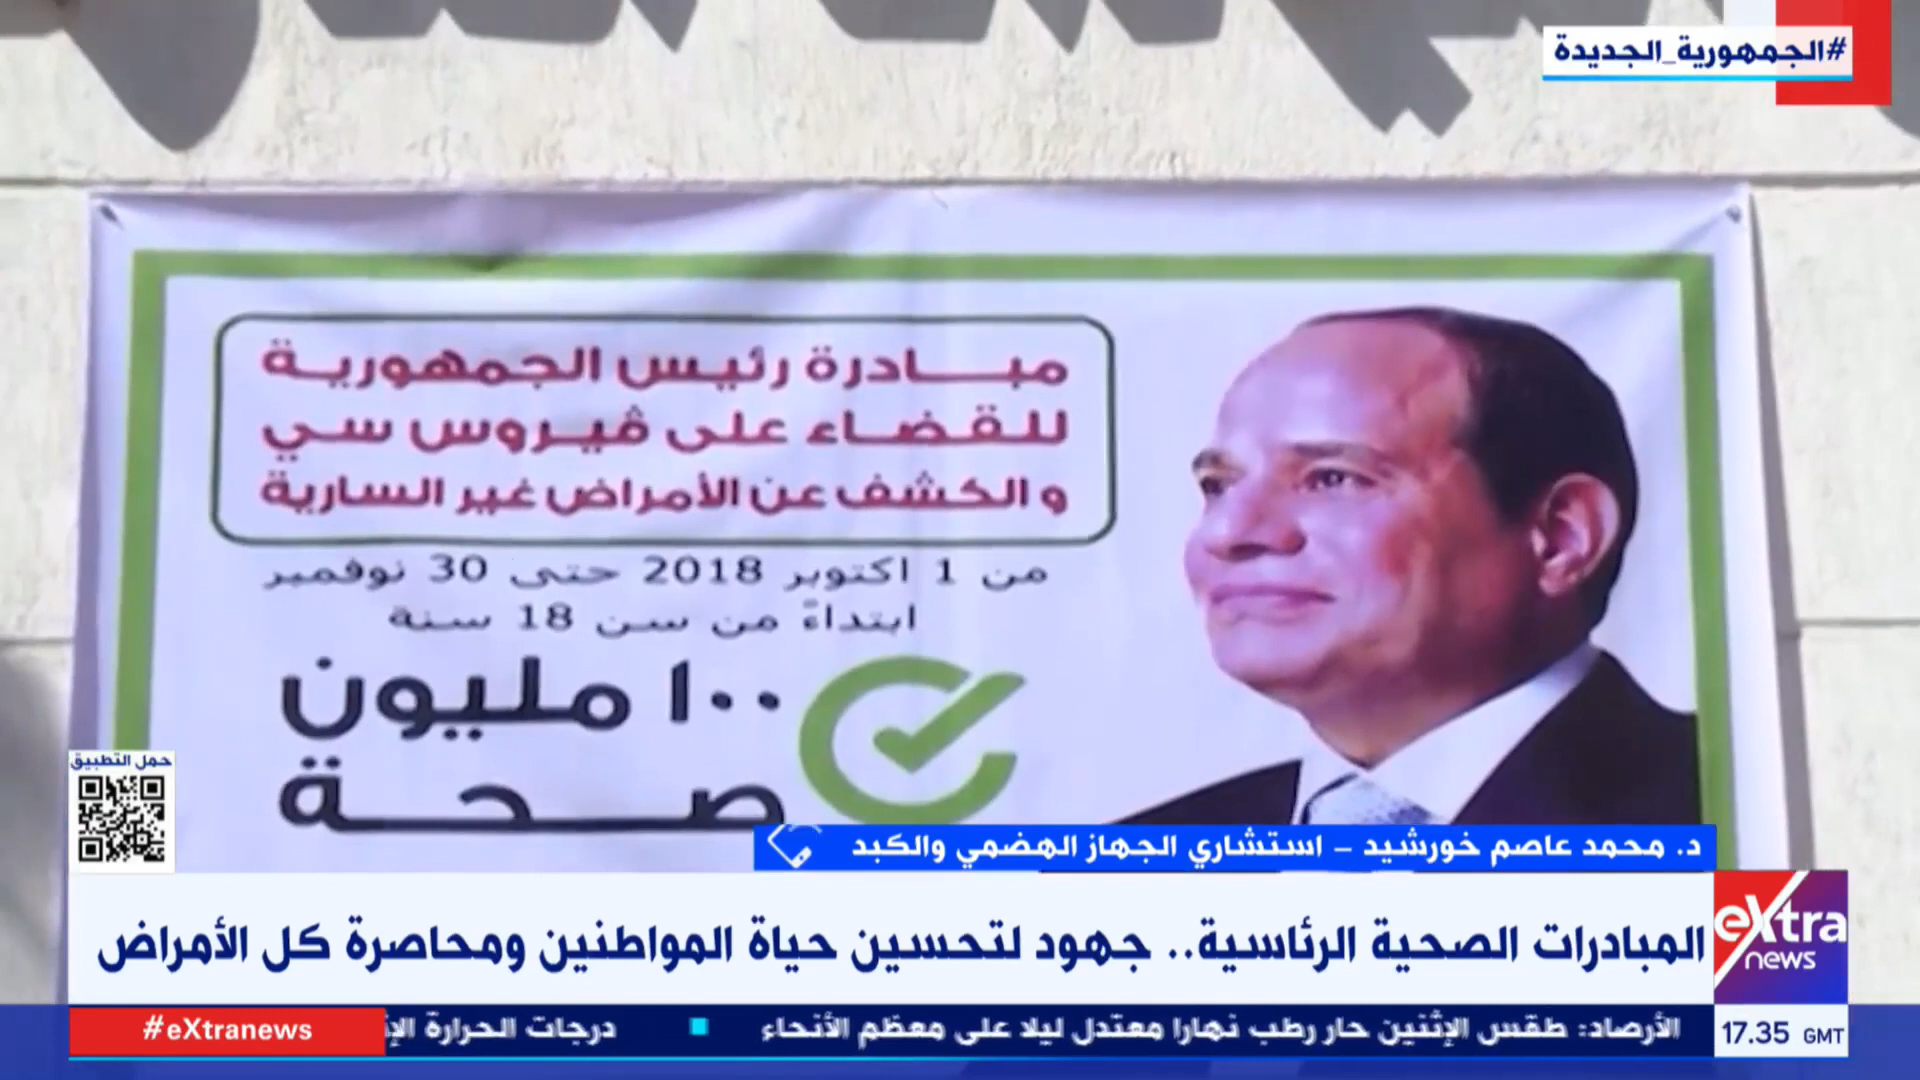 #الجمهورية_الجديدة
مبادرة رئيس الجمهورية
للقضاء على ڤيروس سي
و الكشف عن الأمراض غير السارية
من 1 اكتوبر 2018 حتى 30 نوفمبر
ابتداءً من سن 18 سنة
١٠٠ مليون
صحة
حمل التطبيق
د. محمد عاصم خورشيد - استشاري الجهاز الهضمي والكبد
المبادرات الصحية الرئاسية.. جهود لتحسين حياة المواطنين ومحاصرة كل الأمراض
eXtra
news
الأرصاد: طقس الإثنين حار رطب نهارا معتدل ليلا على معظم الأنحاء
درجات الحرارة
#eXtranews
17.35 GMT